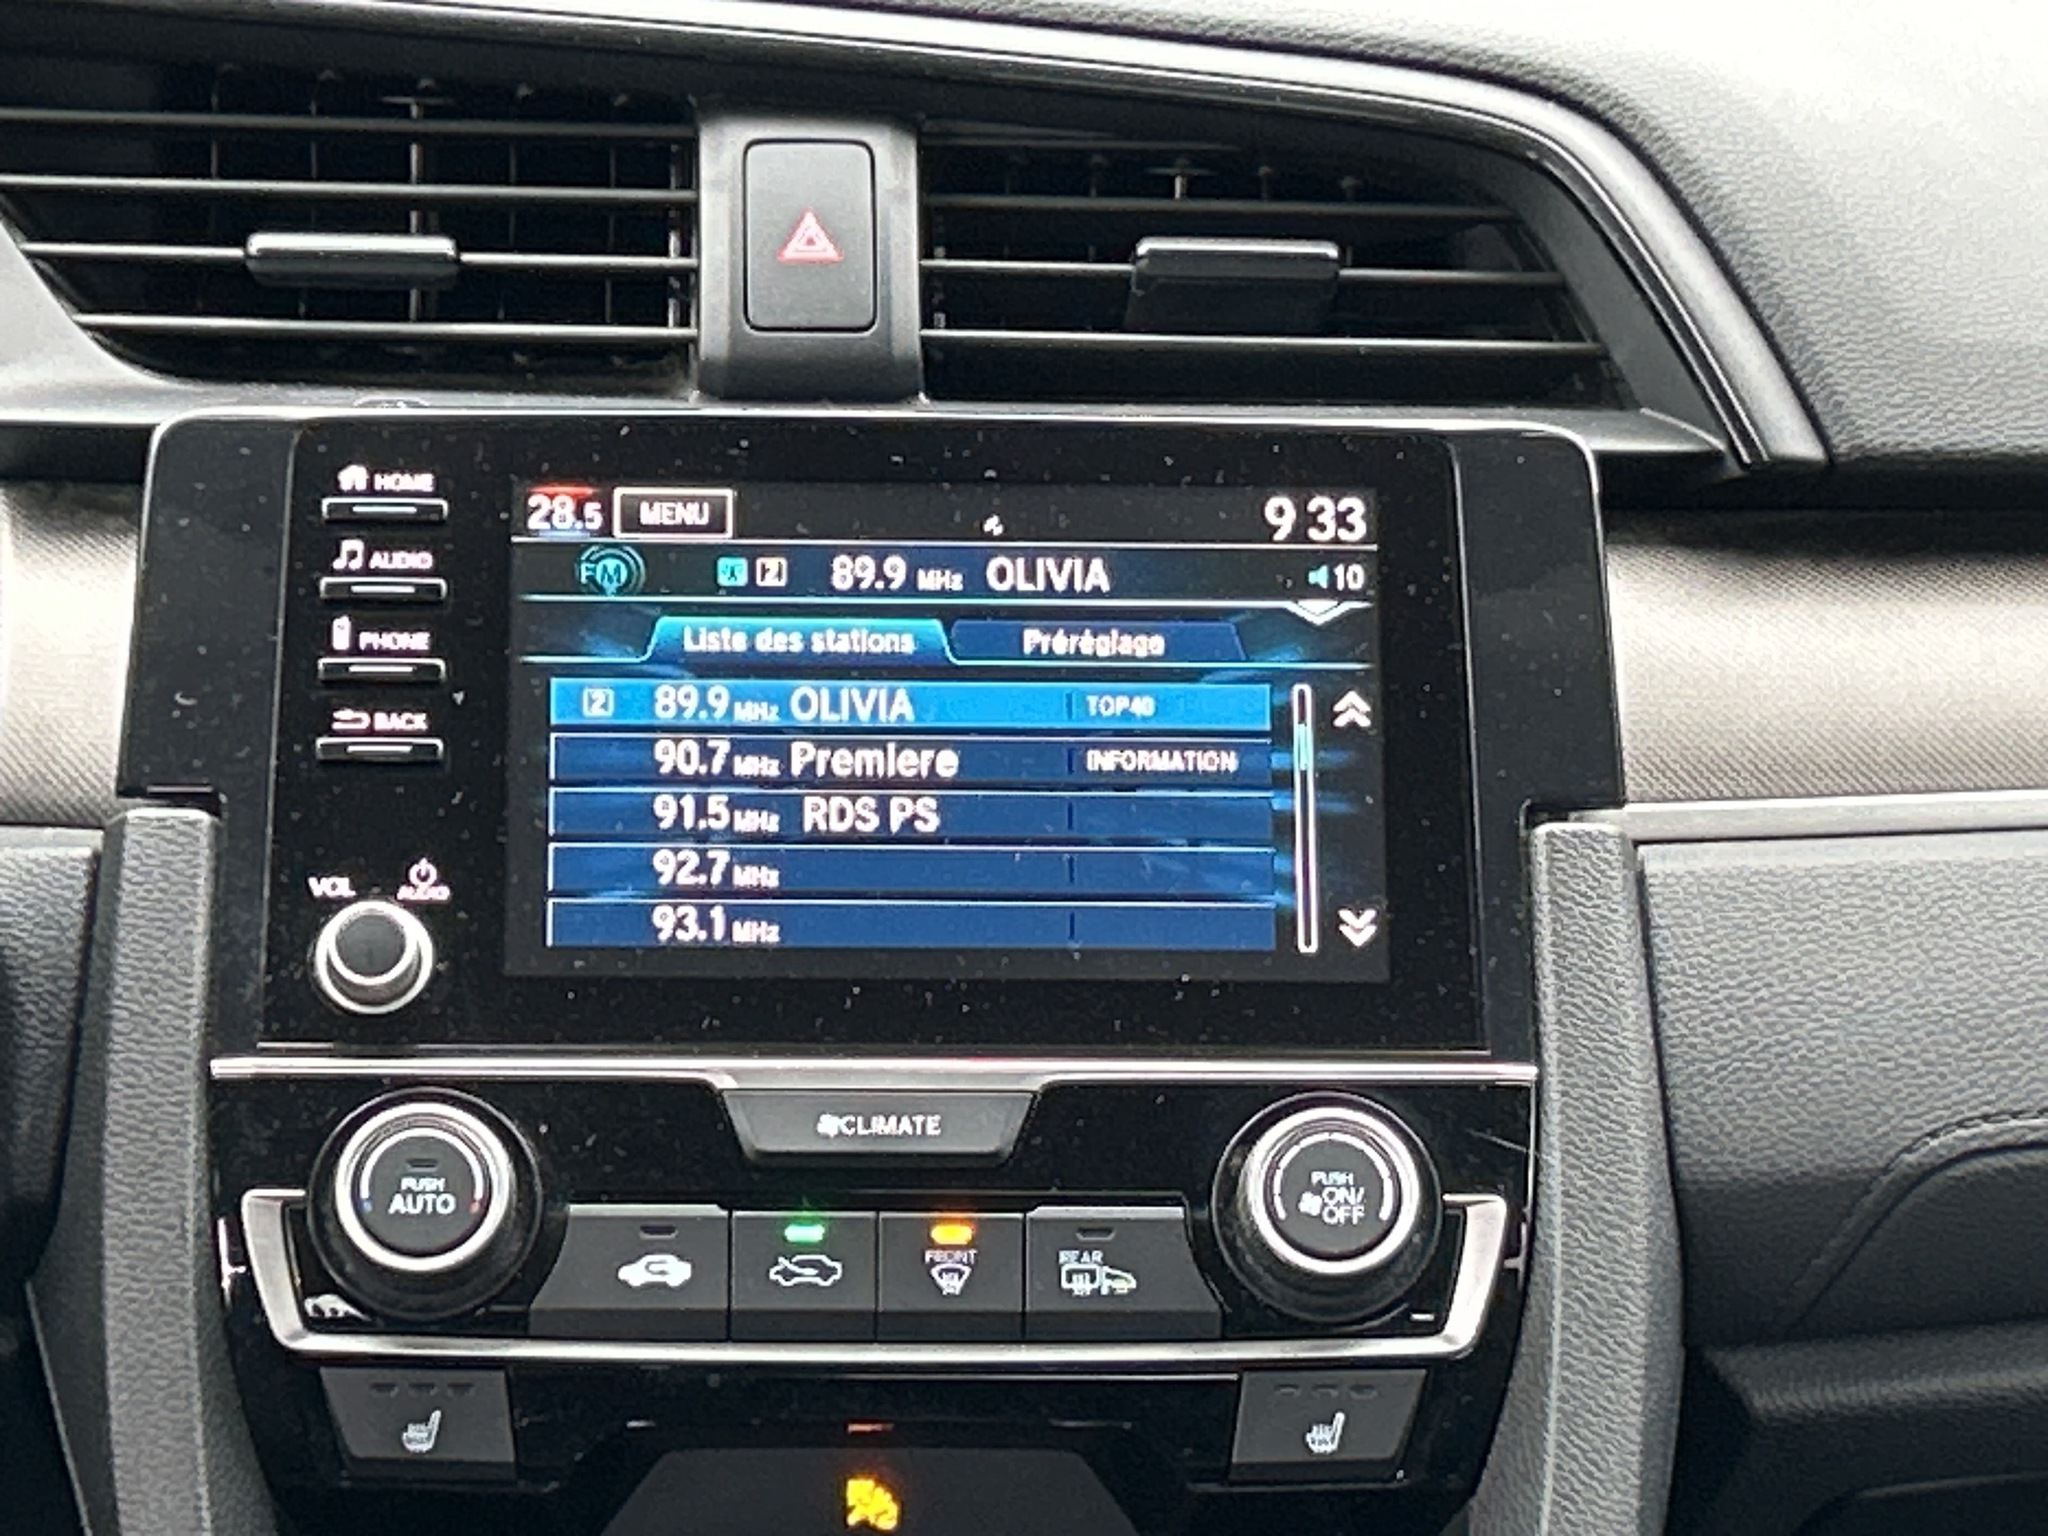 HOME
28.5 MENU 9 33
AUDIO
FM 2 89.9 MHz OLIVIA 10
PHONE
Liste des stations Préréglage
BACK
2 89.9 MHz OLIVIA TOP40
90.7 MHz Premiere INFORMATION
91.5 MHz RDS PS
92.7 MHz
93.1 MHz
VOL AUDIO
CLIMATE
PUSH
AUTO
PUSH
ON/
OFF
FRONT
REAR